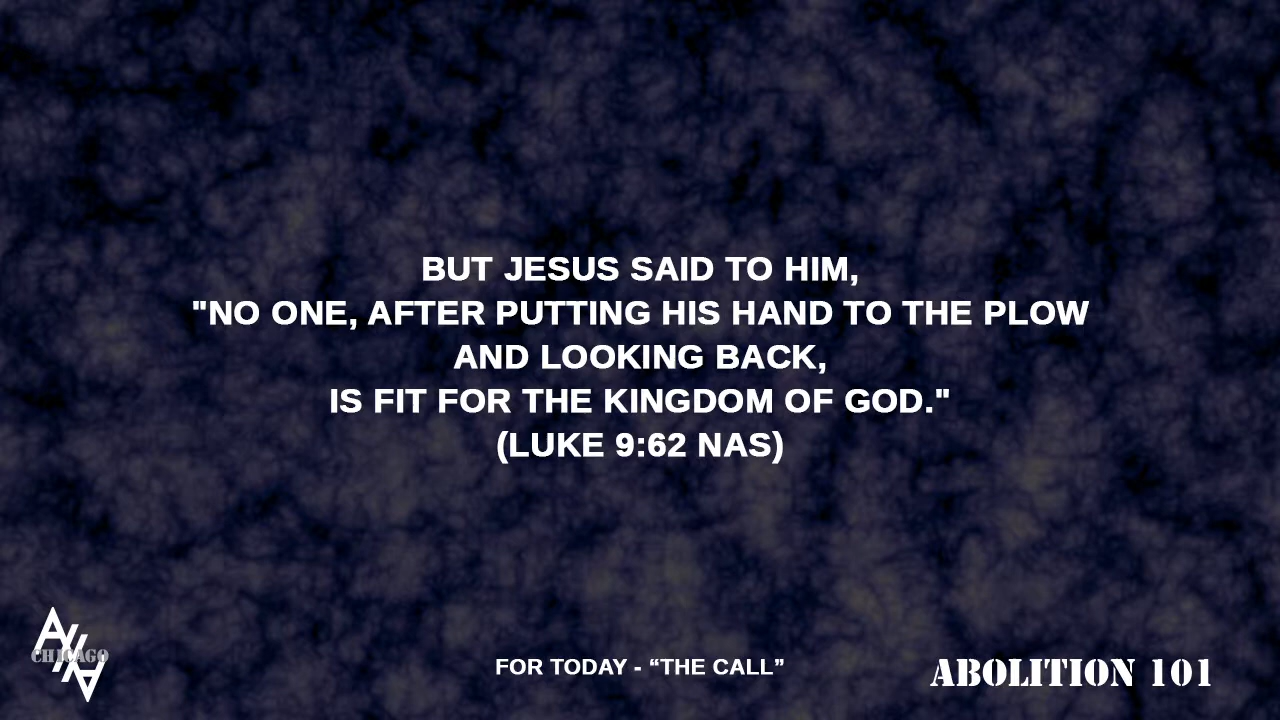 BUT JESUS SAID TO HIM,
"NO ONE, AFTER PUTTING HIS HAND TO THE PLOW
AND LOOKING BACK,
IS FIT FOR THE KINGDOM OF GOD."
(LUKE 9:62 NAS)
CHICAGO
FOR TODAY - “THE CALL”
ABOLITION 101